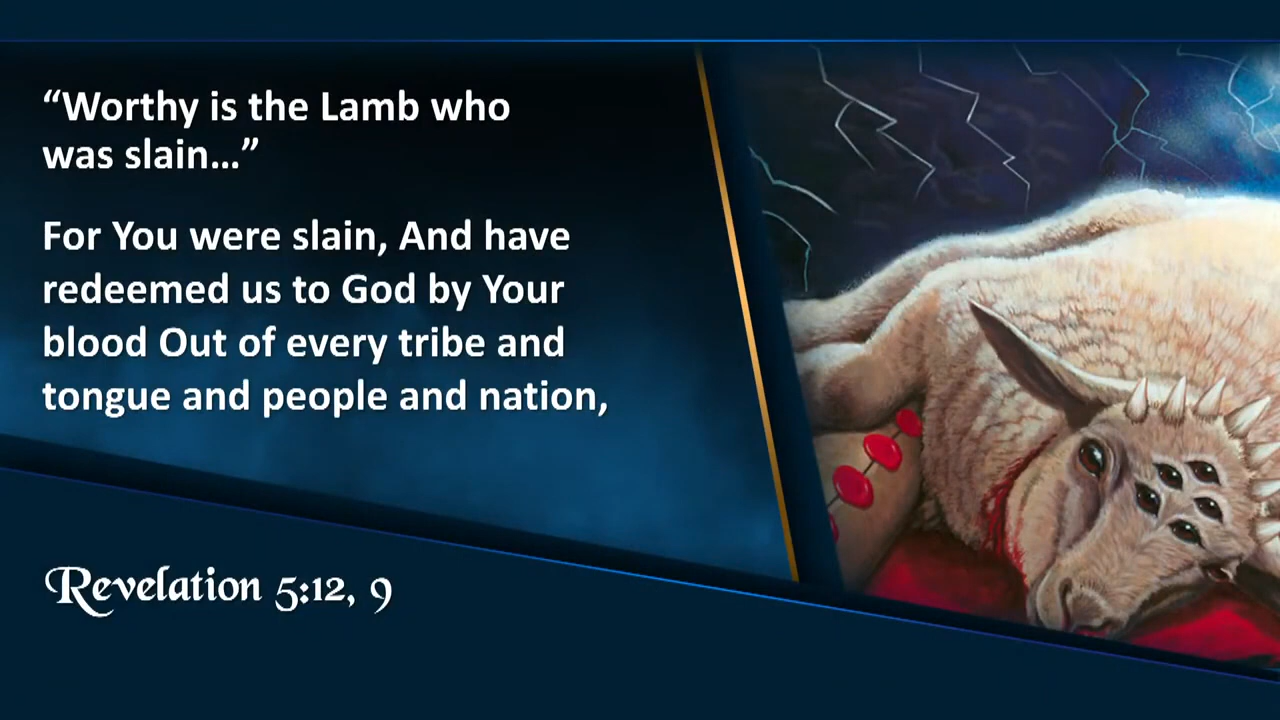 “Worthy is the Lamb who
was slain...”
For You were slain, And have
redeemed us to God by Your
blood Out of every tribe and
tongue and people and nation,
Revelation 5:12, 9